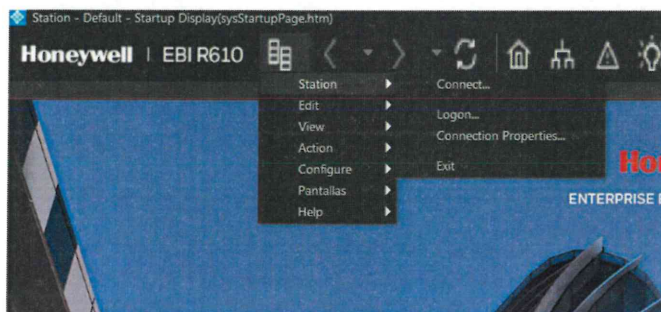 Station - Default - Startup Display(sysStartupPage.htm)
Honeywell | EBI R610
Station
Connect...
Edit
Logon...
View
Connection Properties...
Action
Configure
Exit
Pantallas
Help
ENTERPRISE